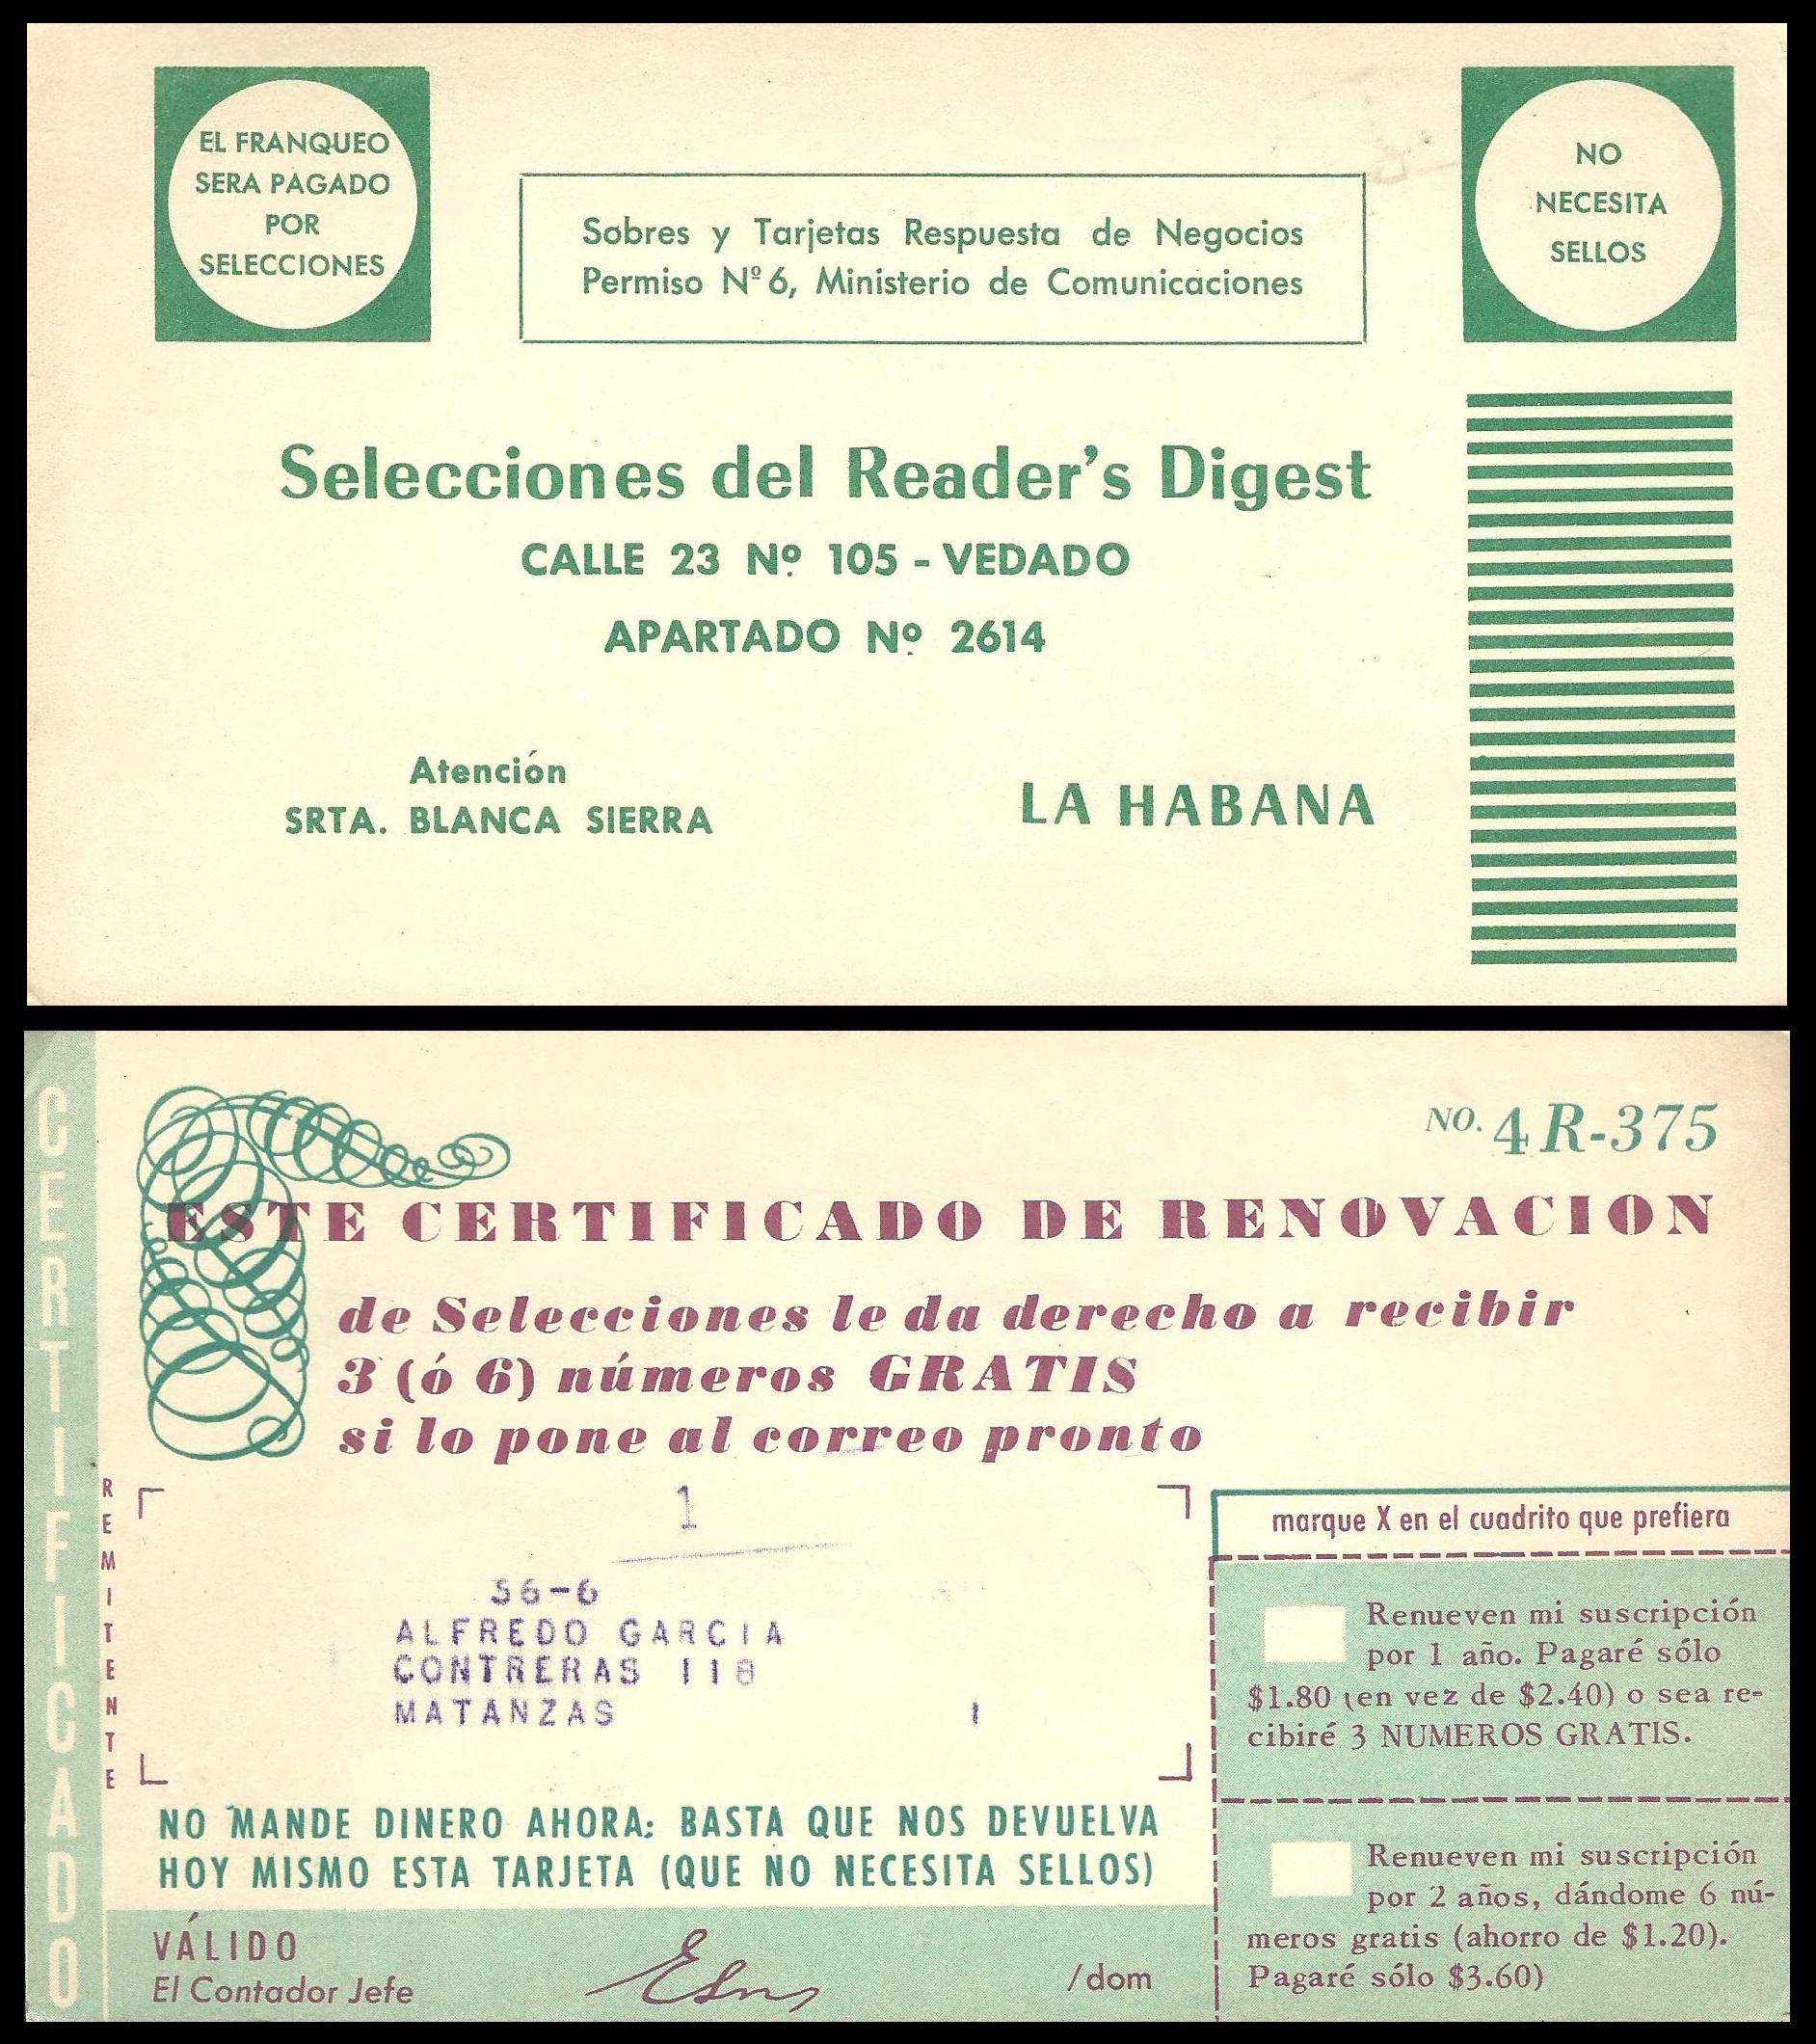 EL FRANQUEO
SERA PAGADO
POR
SELECCIONES
Sobres y Tarjetas Respuesta de Negocios
Permiso Nº 6, Ministerio de Comunicaciones
NO
NECESITA
SELLOS
Selecciones del Reader's Digest
CALLE 23 Nº 105 - VEDADO
APARTADO Nº 2614
Atención
SRTA. BLANCA SIERRA
LA HABANA
CERTIFICADO
NO. 4R-375
ESTE CERTIFICADO DE RENOVACION
de Selecciones le da derecho a recibir
3 (ó 6) números GRATIS
si lo pone al correo pronto
REMITENTE
1
56-6
ALFREDO GARCIA
CONTRERAS 118
MATANZAS 1
NO MANDE DINERO AHORA: BASTA QUE NOS DEVUELVA
HOY MISMO ESTA TARJETA (QUE NO NECESITA SELLOS)
VÁLIDO
El Contador Jefe
/dom
marque X en el cuadrito que prefiera
Renueven mi suscripción
por 1 año. Pagaré sólo
$1.80 (en vez de $2.40) o sea re-
cibiré 3 NUMEROS GRATIS.
Renueven mi suscripción
por 2 años, dándome 6 nú-
meros gratis (ahorro de $1.20).
Pagaré sólo $3.60)